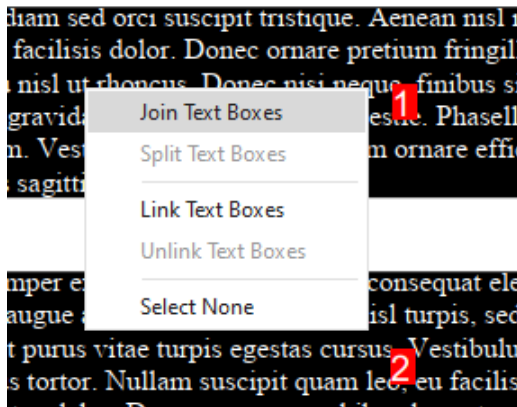 diam sed orci suscipit tristique. Aenean nisl
facilisis dolor. Donec ornare pretium fringil
nisl ut rhoncus. Donec nisi neque, finibus
gravid
1
. Phasell
Join Text Boxes
Split Text Boxes
m. Vest
m ornare effi
sagitti
Link Text Boxes
Unlink Text Boxes
Select None
mper
consequat ele
augue
isl turpis, sed
t purus vitae turpis egestas cursus. Vestibulu
2
s tortor. Nullam suscipit quam leo, eu facilis